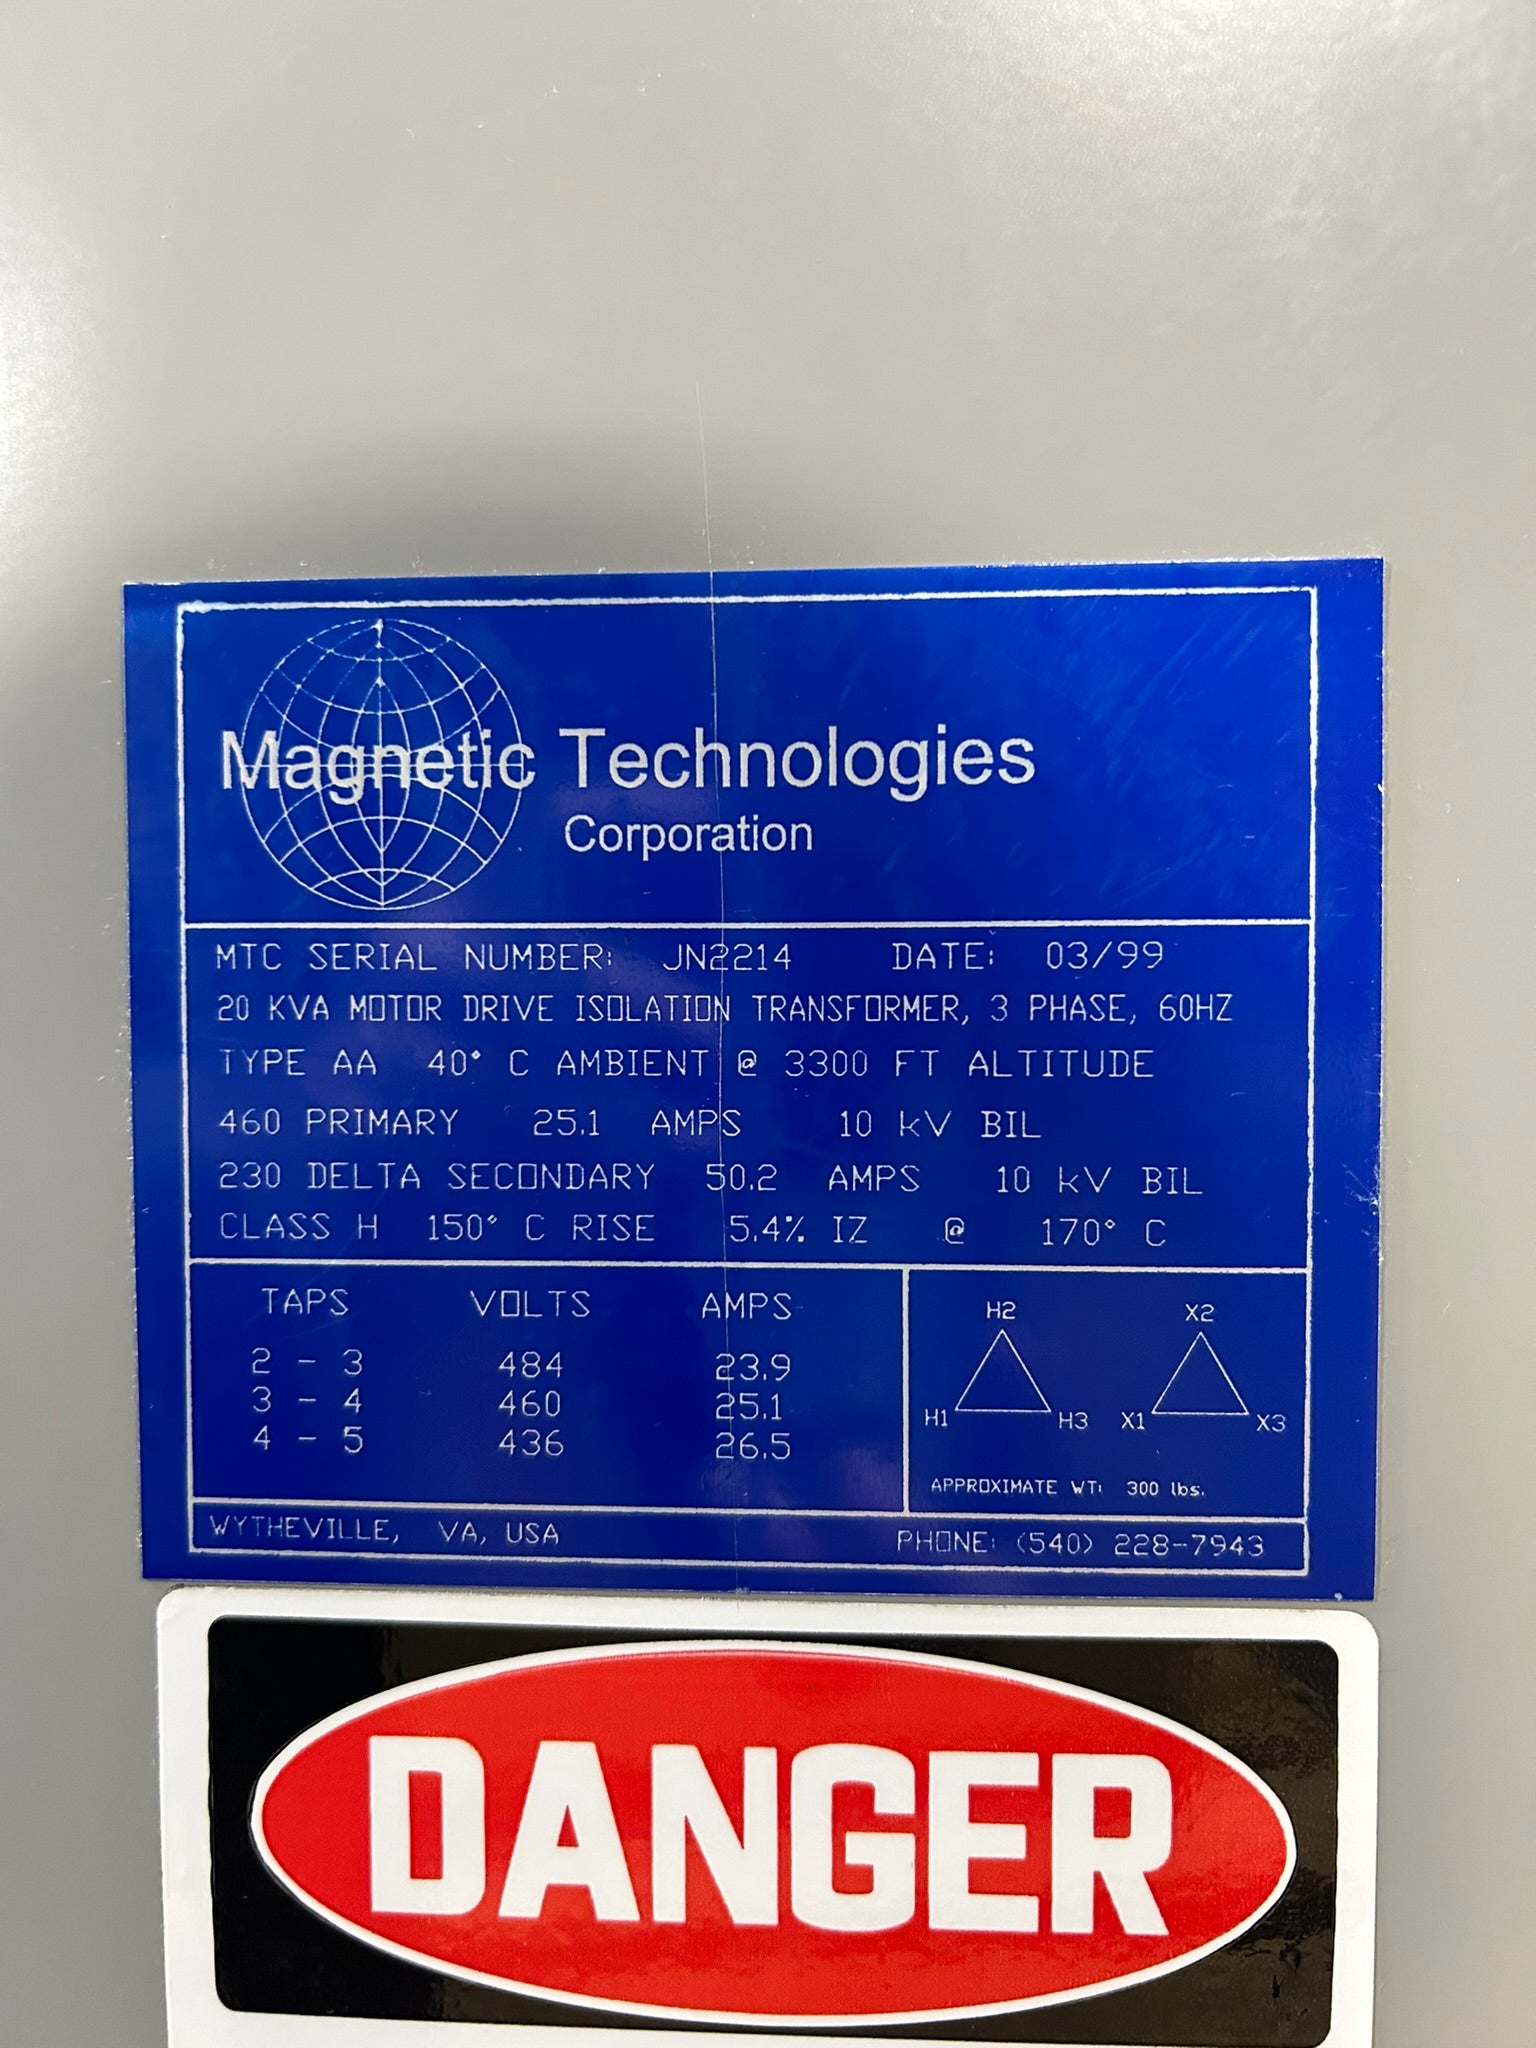 Magnetic Technologies
Corporation
MTC SERIAL NUMBER: JN2214 DATE: 03/99
20 KVA MOTOR DRIVE ISOLATION TRANSFORMER, 3 PHASE, 60HZ
TYPE AA 40° C AMBIENT @ 3300 FT ALTITUDE
460 PRIMARY 25.1 AMPS 10 kV BIL
230 DELTA SECONDARY 50.2 AMPS 10 kV BIL
CLASS H 150° C RISE 5.4% IZ @ 170° C
TAPS VOLTS AMPS
2 - 3 484 23.9
3 - 4 460 25.1
4 - 5 436 26.5
H2 X2
H1 H3 X1 X3
APPROXIMATE WT: 300 lbs.
WYTHEVILLE, VA, USA PHONE: (540) 228-7943
DANGER